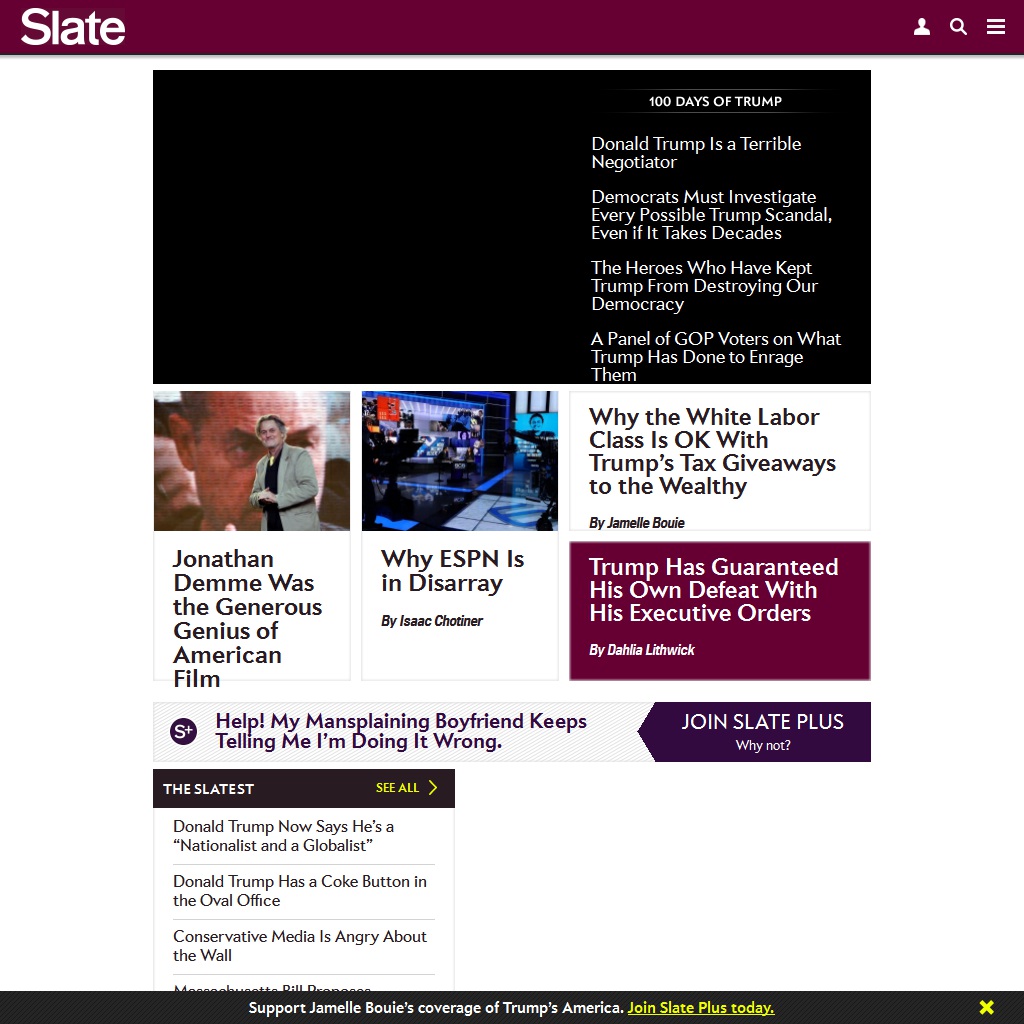 Slate
100 DAYS OF TRUMP
Donald Trump Is a Terrible
Negotiator
Democrats Must Investigate
Every Possible Trump Scandal,
Even if It Takes Decades
The Heroes Who Have Kept
Trump From Destroying Our
Democracy
A Panel of GOP Voters on What
Trump Has Done to Enrage
Them
Jonathan
Demme Was
the Generous
Genius of
American
Film
Why ESPN Is
in Disarray
By Isaac Chotiner
Why the White Labor
Class Is OK With
Trump’s Tax Giveaways
to the Wealthy
By Jamelle Bouie
Trump Has Guaranteed
His Own Defeat With
His Executive Orders
By Dahlia Lithwick
S+
Help! My Mansplaining Boyfriend Keeps
Telling Me I’m Doing It Wrong.
JOIN SLATE PLUS
Why not?
THE SLATEST
SEE ALL
Donald Trump Now Says He’s a
“Nationalist and a Globalist”
Donald Trump Has a Coke Button in
the Oval Office
Conservative Media Is Angry About
the Wall
Massachusetts Bill Proposes
Support Jamelle Bouie’s coverage of Trump’s America. Join Slate Plus today.